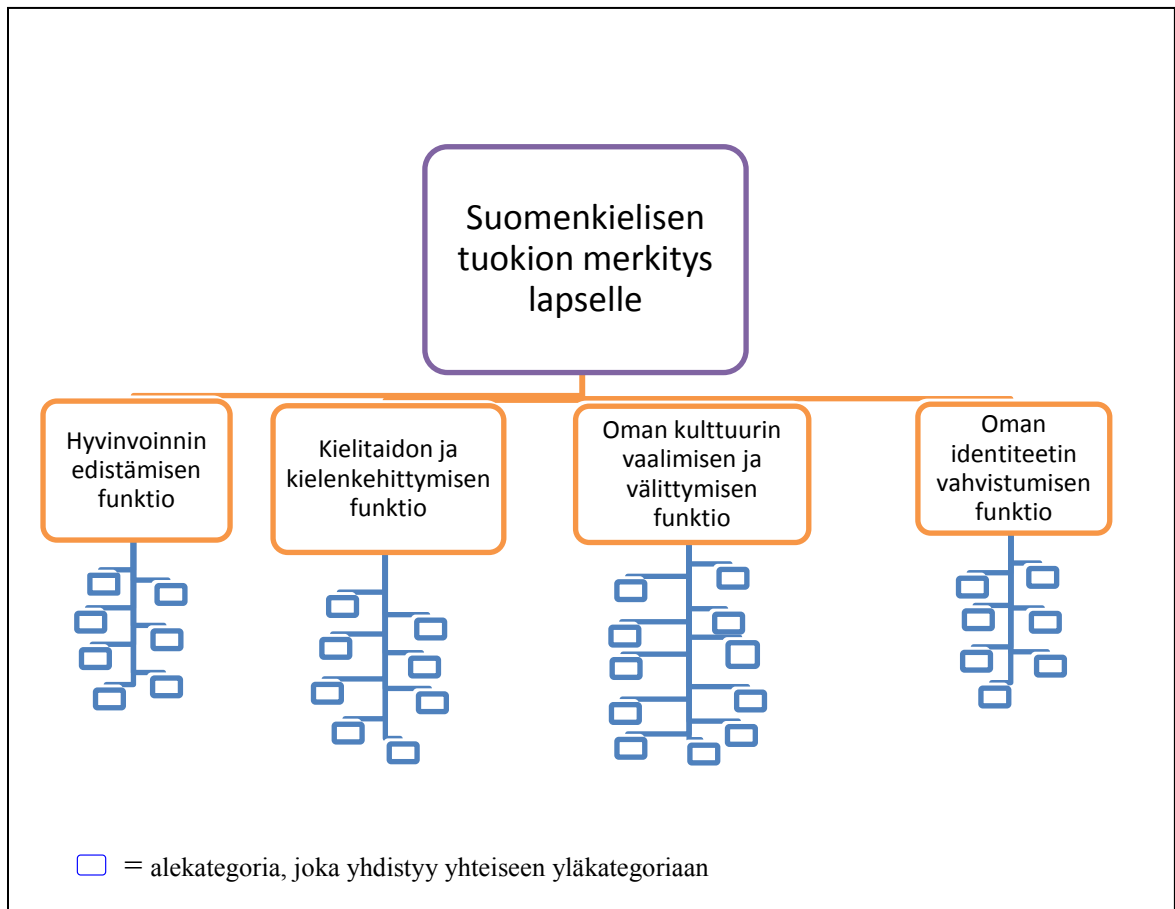 Suomenkielisen
tuokion merkitys
lapselle
Hyvinvoinnin
edistämisen
funktio
Kielitaidon ja
kielenkehittymisen
funktio
Oman kulttuurin
vaalimisen ja
välittymisen
funktio
Oman
identiteetin
vahvistumisen
funktio
= alekategoria, joka yhdistyy yhteiseen yläkategoriaan